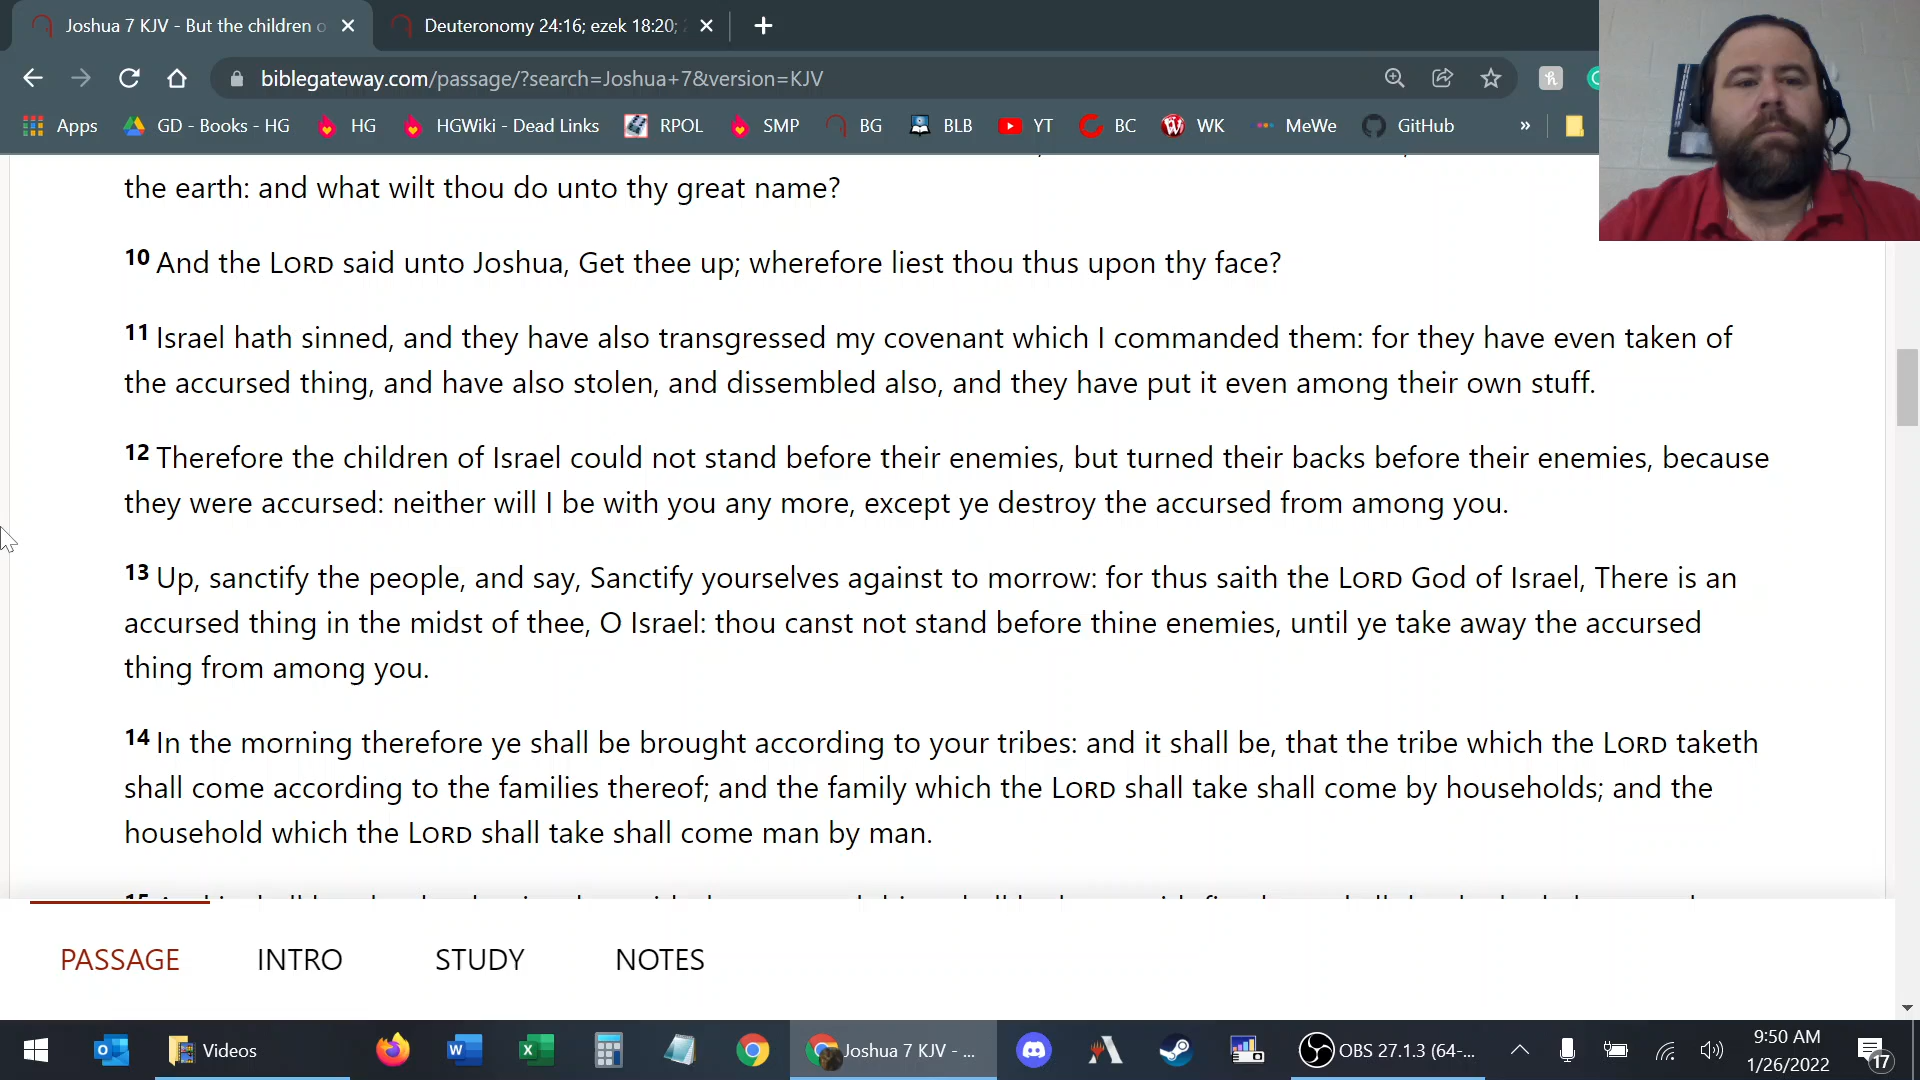 Joshua 7 KJV - But the children o
Deuteronomy 24:16; ezek 18:20;
biblegateway.com/passage/?search=Joshua+7&version=KJV
Apps GD - Books - HG HG HGWiki - Dead Links RPOL SMP BG BLB YT BC WK MeWe GitHub »
the earth: and what wilt thou do unto thy great name?
10 And the LORD said unto Joshua, Get thee up; wherefore liest thou thus upon thy face?
11 Israel hath sinned, and they have also transgressed my covenant which I commanded them: for they have even taken of
the accursed thing, and have also stolen, and dissembled also, and they have put it even among their own stuff.
12 Therefore the children of Israel could not stand before their enemies, but turned their backs before their enemies, because
they were accursed: neither will I be with you any more, except ye destroy the accursed from among you.
13 Up, sanctify the people, and say, Sanctify yourselves against to morrow: for thus saith the LORD God of Israel, There is an
accursed thing in the midst of thee, O Israel: thou canst not stand before thine enemies, until ye take away the accursed
thing from among you.
14 In the morning therefore ye shall be brought according to your tribes: and it shall be, that the tribe which the LORD taketh
shall come according to the families thereof; and the family which the LORD shall take shall come by households; and the
household which the LORD shall take shall come man by man.
PASSAGE INTRO STUDY NOTES
Videos
Joshua 7 KJV - ...
OBS 27.1.3 (64-...
9:50 AM
1/26/2022
17